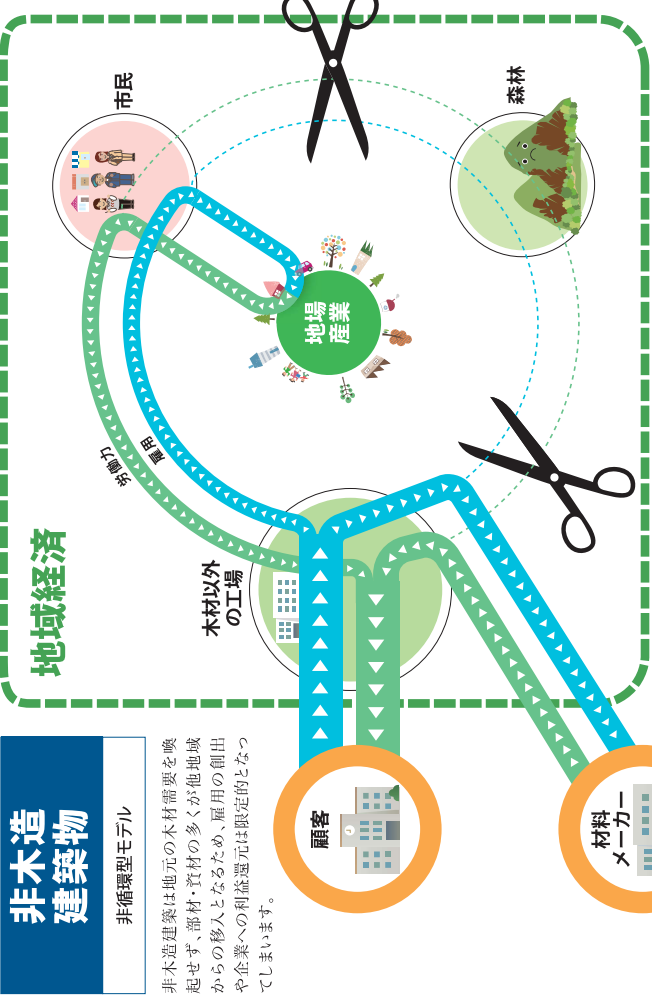 非木造
建築物
非循環型モデル
非木造建築は地元の木材需要を喚
起せず、部材・資材の多くが他地域
からの移入となるため、雇用の創出
や企業への利益還元は限定的となっ
てしまいます。
地域経済
市民
森林
労働力
雇用
地場
産業
木材以外
の工場
顧客
材料
メーカー